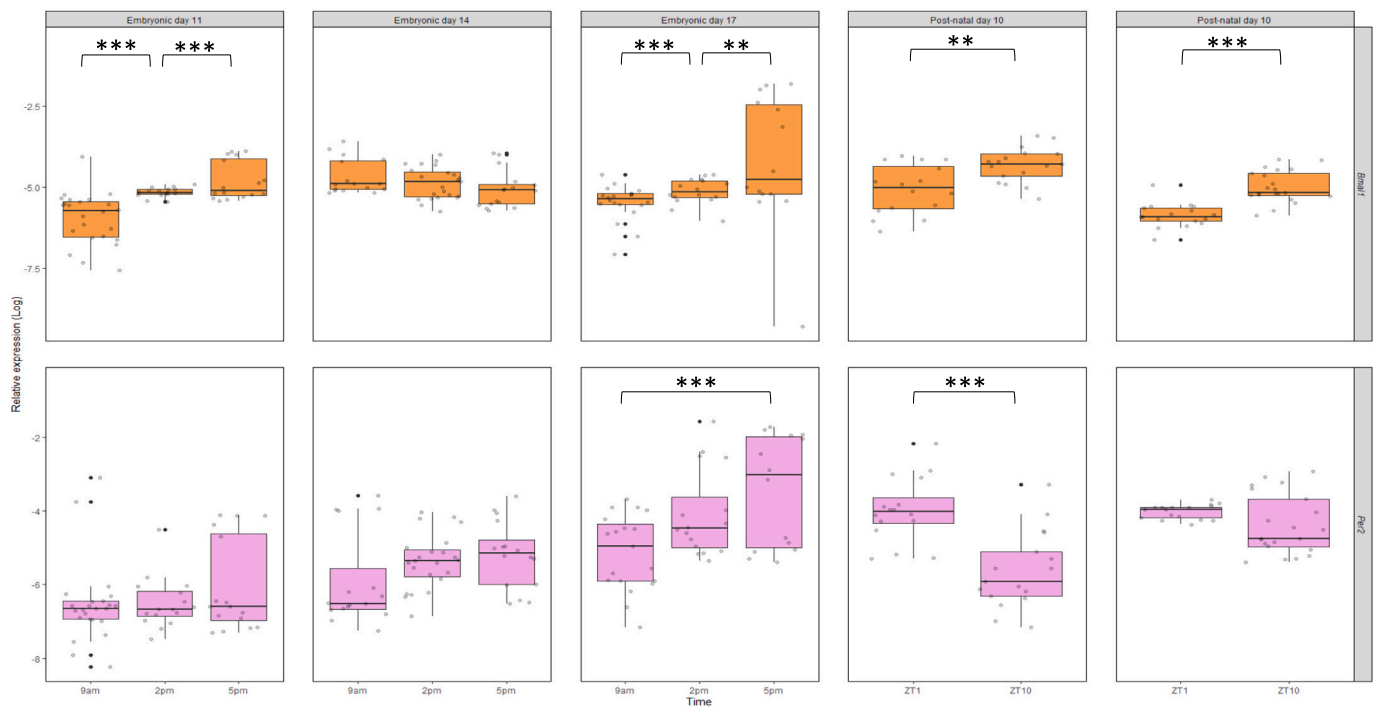 Embryonic day 11 Embryonic day 14 Embryonic day 17 Post-natal day 10 Post-natal day 10
*** *** *** ** ** ***
-2.5
-5.0
-7.5
Bmal1
Relative expression (Log)
*** ***
-2
-4
-6
-8
Per2
9am 2pm 5pm 9am 2pm 5pm 9am 2pm 5pm ZT1 ZT10 ZT1 ZT10
Time